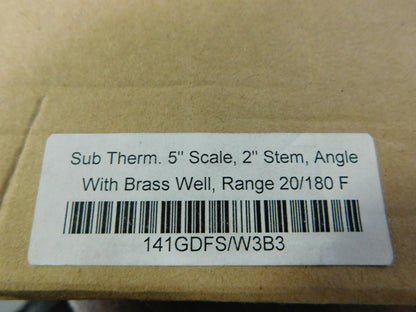 Sub Therm. 5" Scale, 2" Stem, Angle
With Brass Well, Range 20/180 F
141GDFS/W3B3